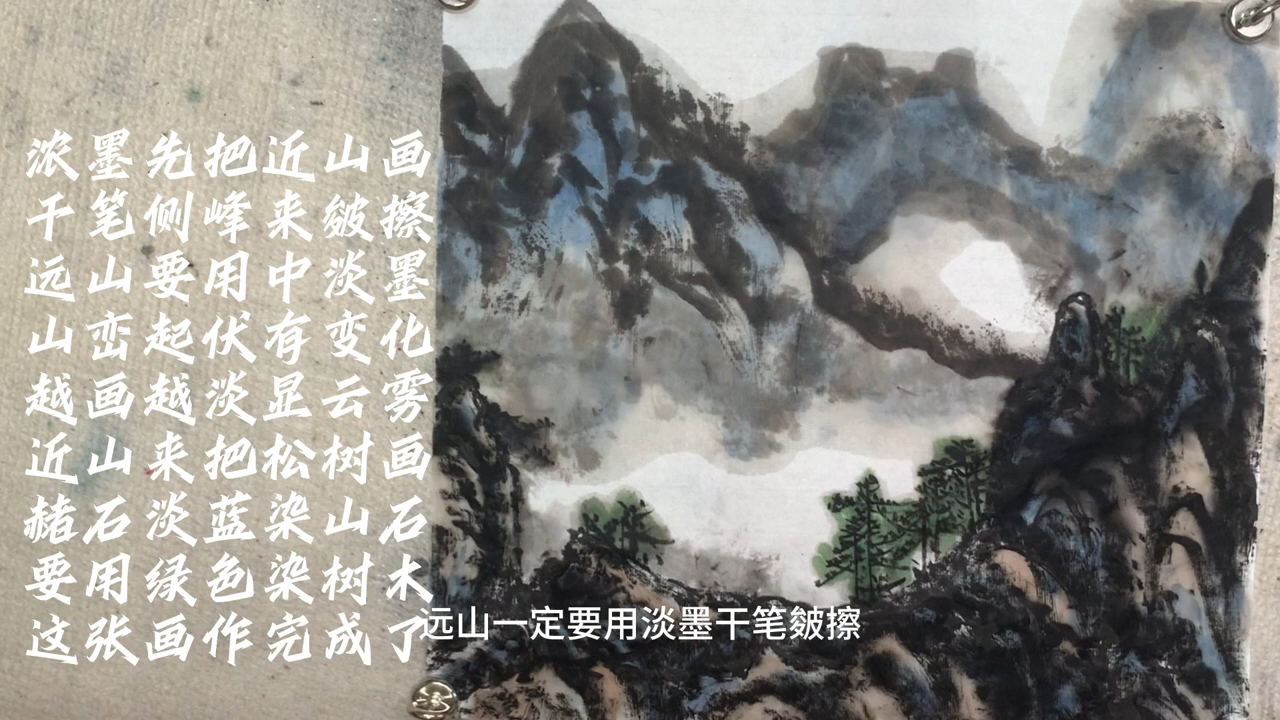 浓墨先把近山画
干笔侧峰来皴擦
远山要用中淡墨
山峦起伏有变化
越画越淡显云雾
近山来把松树画
赭石淡蓝染山石
要用绿色染树木
这张画作完成了
远山一定要用淡墨干笔皴擦